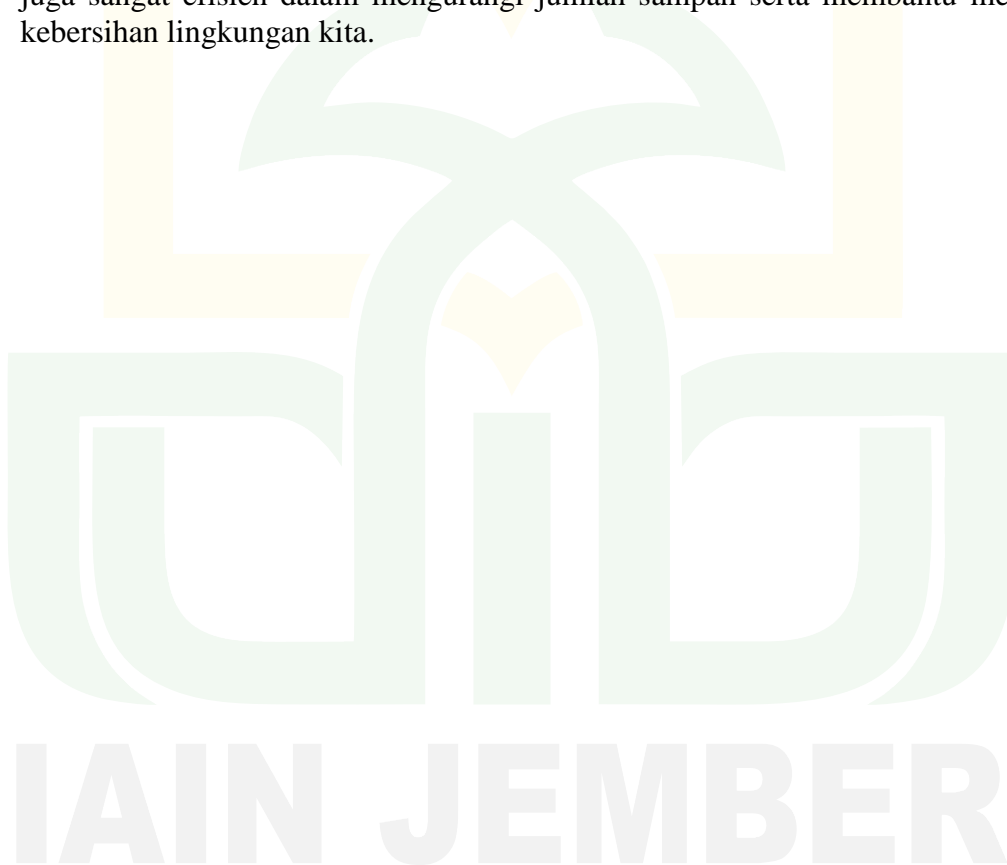 juga sangat efisien dalam mengurangi jumlah sampah serta membantu
kebersihan lingkungan kita.
IAIN JEMBER